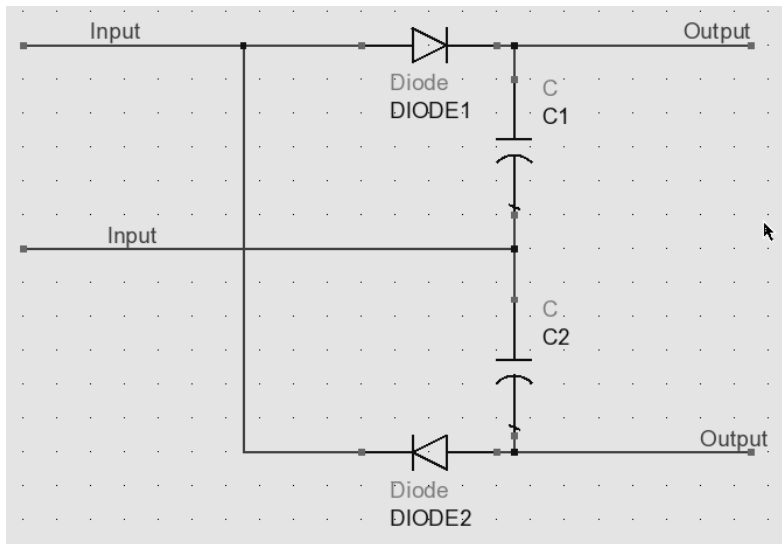 Input
Output
Diode
DIODE1
C
C1
Input
C
C2
Output
Diode
DIODE2